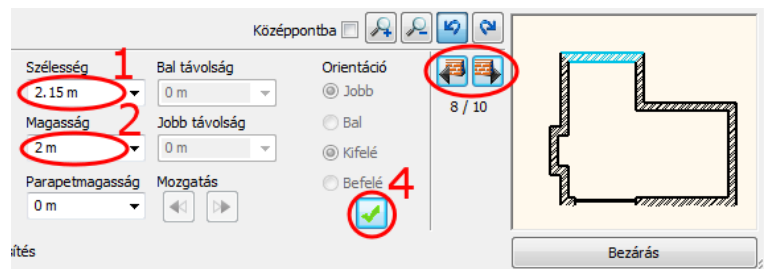 Középpontba
Szélesség 1 Bal távolság Orientáció
2.15 m 0 m Jobb
8 / 10
Magasság 2 Jobb távolság Bal
2 m 0 m Kifelé
Parapetmagasság Mozgatás Befelé 4
0 m
ítés Bezárás